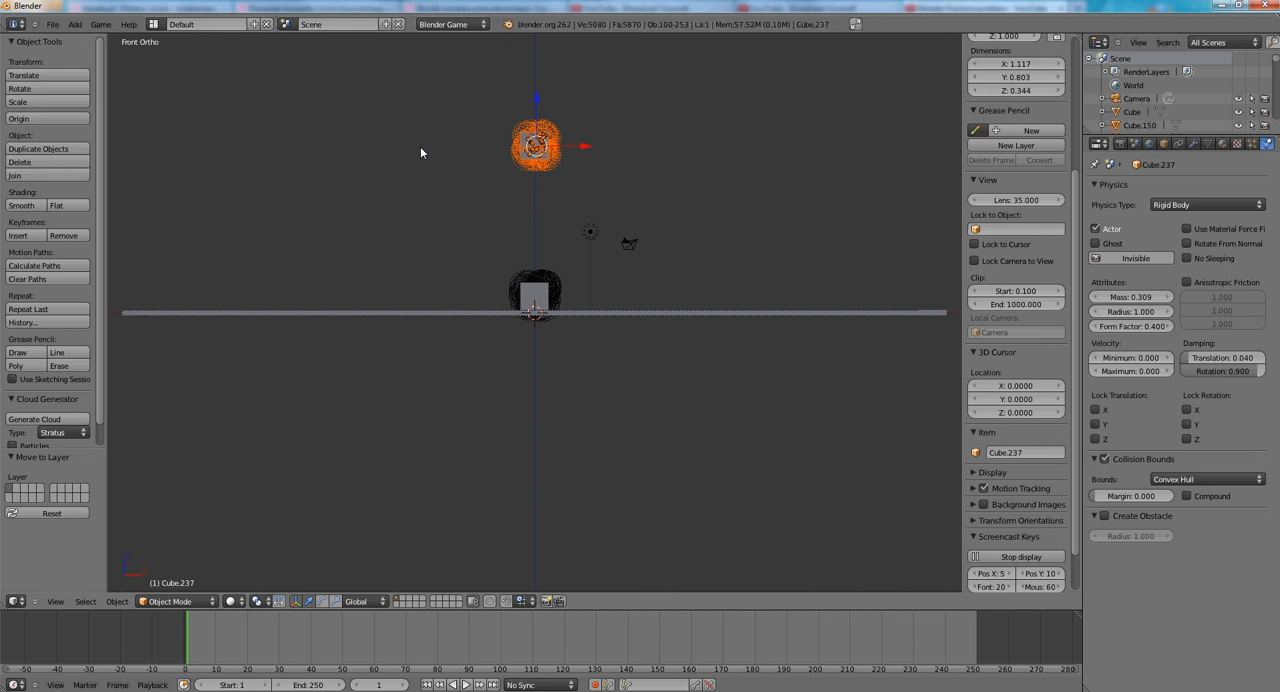 Blender
File Add Game Help Default Scene Blender Game blender.org 262 | Ve:5080 | Fa:5870 | Ob:100-253 | La:1 | Mem:57.52M (0.10M) | Cube.237
Object Tools
Transform:
Translate
Rotate
Scale
Origin
Object:
Duplicate Objects
Delete
Join
Shading:
Smooth Flat
Keyframes:
Insert Remove
Motion Paths:
Calculate Paths
Clear Paths
Repeat:
Repeat Last
History...
Grease Pencil:
Draw Line
Poly Erase
Use Sketching Sessio
Cloud Generator
Generate Cloud
Type: Stratus
Particles
Move to Layer
Layer
Reset
Front Ortho
(1) Cube.237
Z: 1.000
Dimensions:
X: 1.117
Y: 0.803
Z: 0.344
Grease Pencil
New
New Layer
Delete Frame Convert
View
Lens: 35.000
Lock to Object:
Lock to Cursor
Lock Camera to View
Clip:
Start: 0.100
End: 1000.000
Local Camera:
Camera
3D Cursor
Location:
X: 0.0000
Y: 0.0000
Z: 0.0000
Item
Cube.237
Display
Motion Tracking
Background Images
Transform Orientations
Screencast Keys
Stop display
Pos X: 5 Pos Y: 10
Font: 20 Mous: 60
View Search All Scenes
Scene
RenderLayers
World
Camera
Cube
Cube.150
Cube.237
Physics
Physics Type: Rigid Body
Actor Use Material Force Fi
Ghost Rotate From Normal
Invisible No Sleeping
Attributes: Anisotropic Friction
Mass: 0.309 1.000
Radius: 1.000 1.000
Form Factor: 0.400 1.000
Velocity: Damping:
Minimum: 0.000 Translation: 0.040
Maximum: 0.000 Rotation: 0.900
Lock Translation: Lock Rotation:
X X
Y Y
Z Z
Collision Bounds
Bounds: Convex Hull
Margin: 0.000 Compound
Create Obstacle
Radius: 1.000
View Select Object Object Mode Global
-50 -40 -30 -20 -10 0 10 20 30 40 50 60 70 80 90 100 110 120 130 140 150 160 170 180 190 200 210 220 230 240 250 260 270 280
View Marker Frame Playback Start: 1 End: 250 1 No Sync